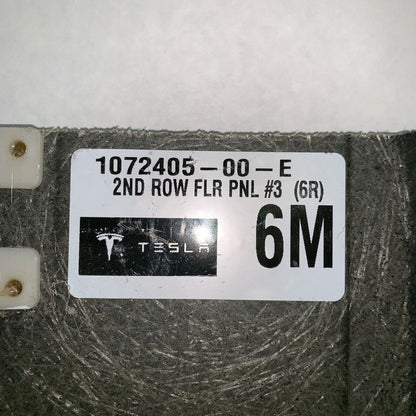 1072405-00-E
2ND ROW FLR PNL #3 (6R)
TESLA
6M